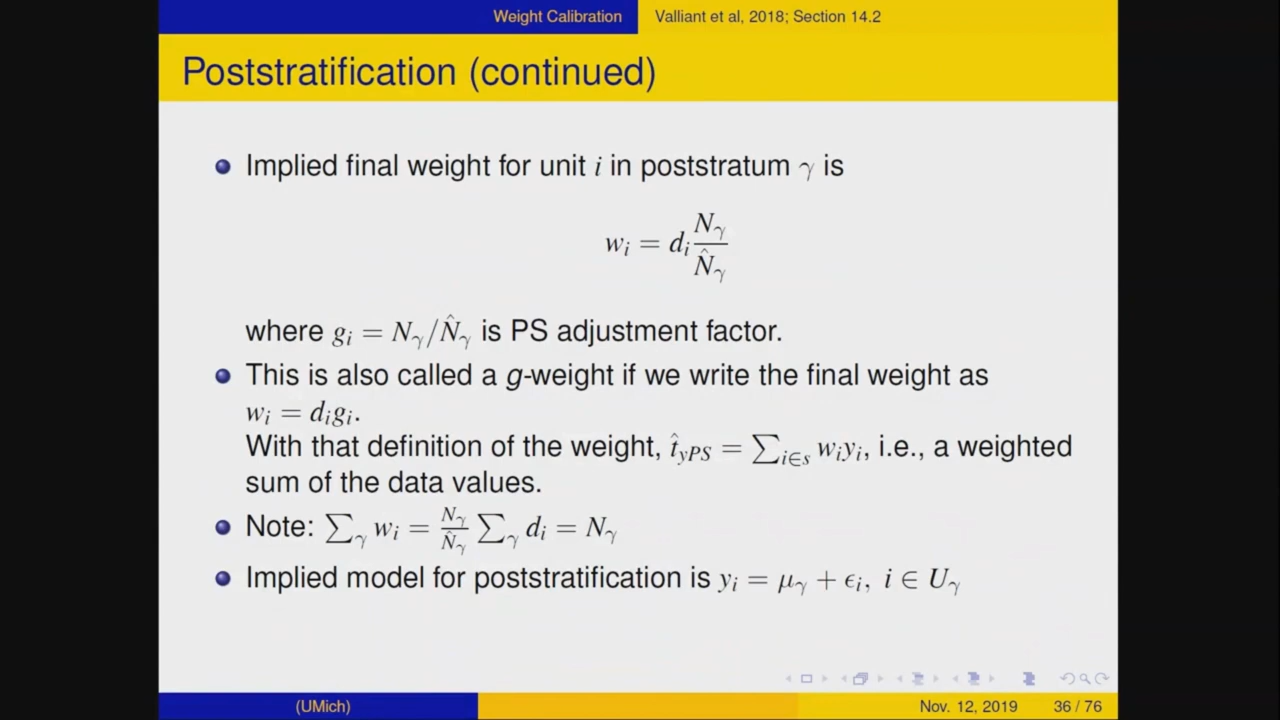 Weight Calibration Valliant et al, 2018; Section 14.2
Poststratification (continued)
Implied final weight for unit i in poststratum γ is
w_i = d_i N_γ / N̂_γ
where g_i = N_γ/N̂_γ is PS adjustment factor.
This is also called a g-weight if we write the final weight as
w_i = d_i g_i.
With that definition of the weight, t̂_yPS = ∑_{i∈s} w_i y_i, i.e., a weighted
sum of the data values.
Note: ∑_γ w_i = N_γ/N̂_γ ∑_γ d_i = N_γ
Implied model for poststratification is y_i = μ_γ + ϵ_i, i ∈ U_γ
(UMich) Nov. 12, 2019 36 / 76